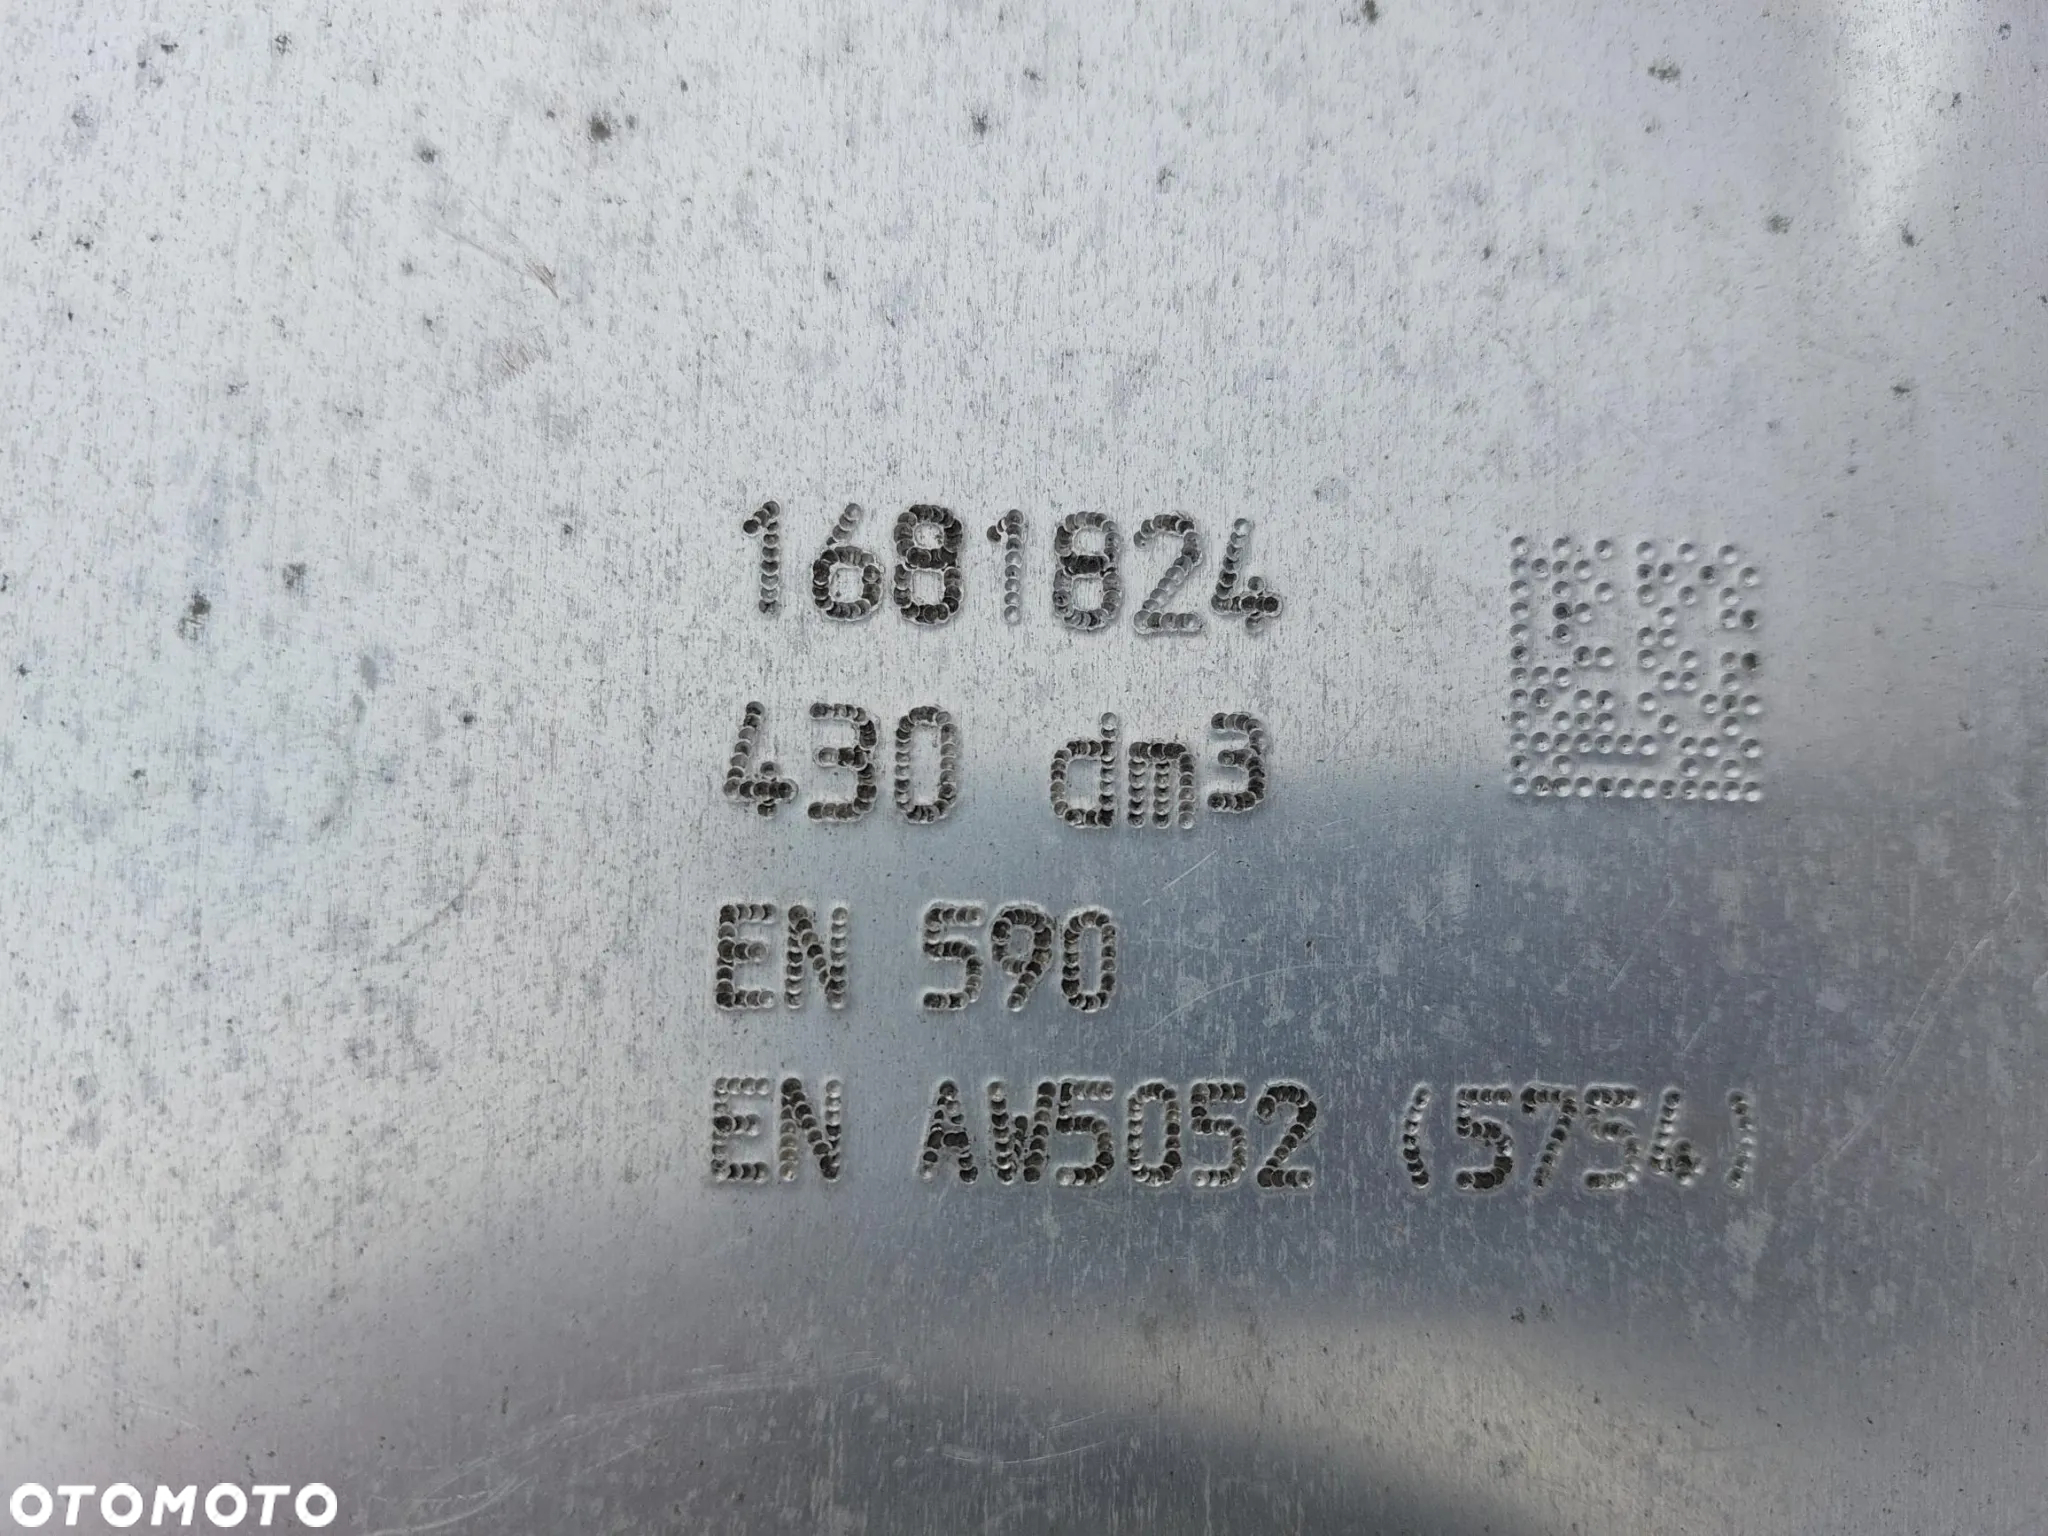 1681824
430 dm³
EN 590
EN AW5052 (5754)
OTOMOTO